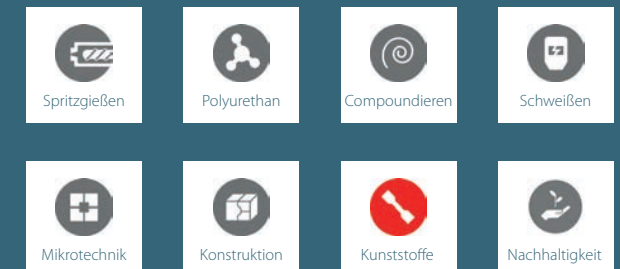 Spritzgießen
Polyurethan
Compoundieren
Schweißen
Mikrotechnik
Konstruktion
Kunststoffe
Nachhaltigkeit